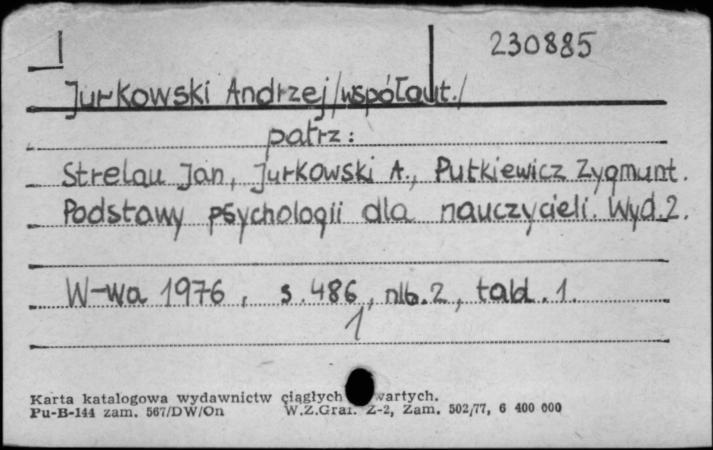 230885
Jurkowski Andrzej /współaut./
patrz:
Strelau Jan, Jurkowski A., Putkiewicz Zygmunt.
Podstawy psychologii dla nauczycieli. Wyd.2.
W-wa 1976, s.486, nlb.2, tabl.1.
1
Karta katalogowa wydawnictw ciągłych wartych.
Pu-B-144 zam. 567/DW/On W.Z.Graf. Z-2, Zam. 502/77, 6 400 000